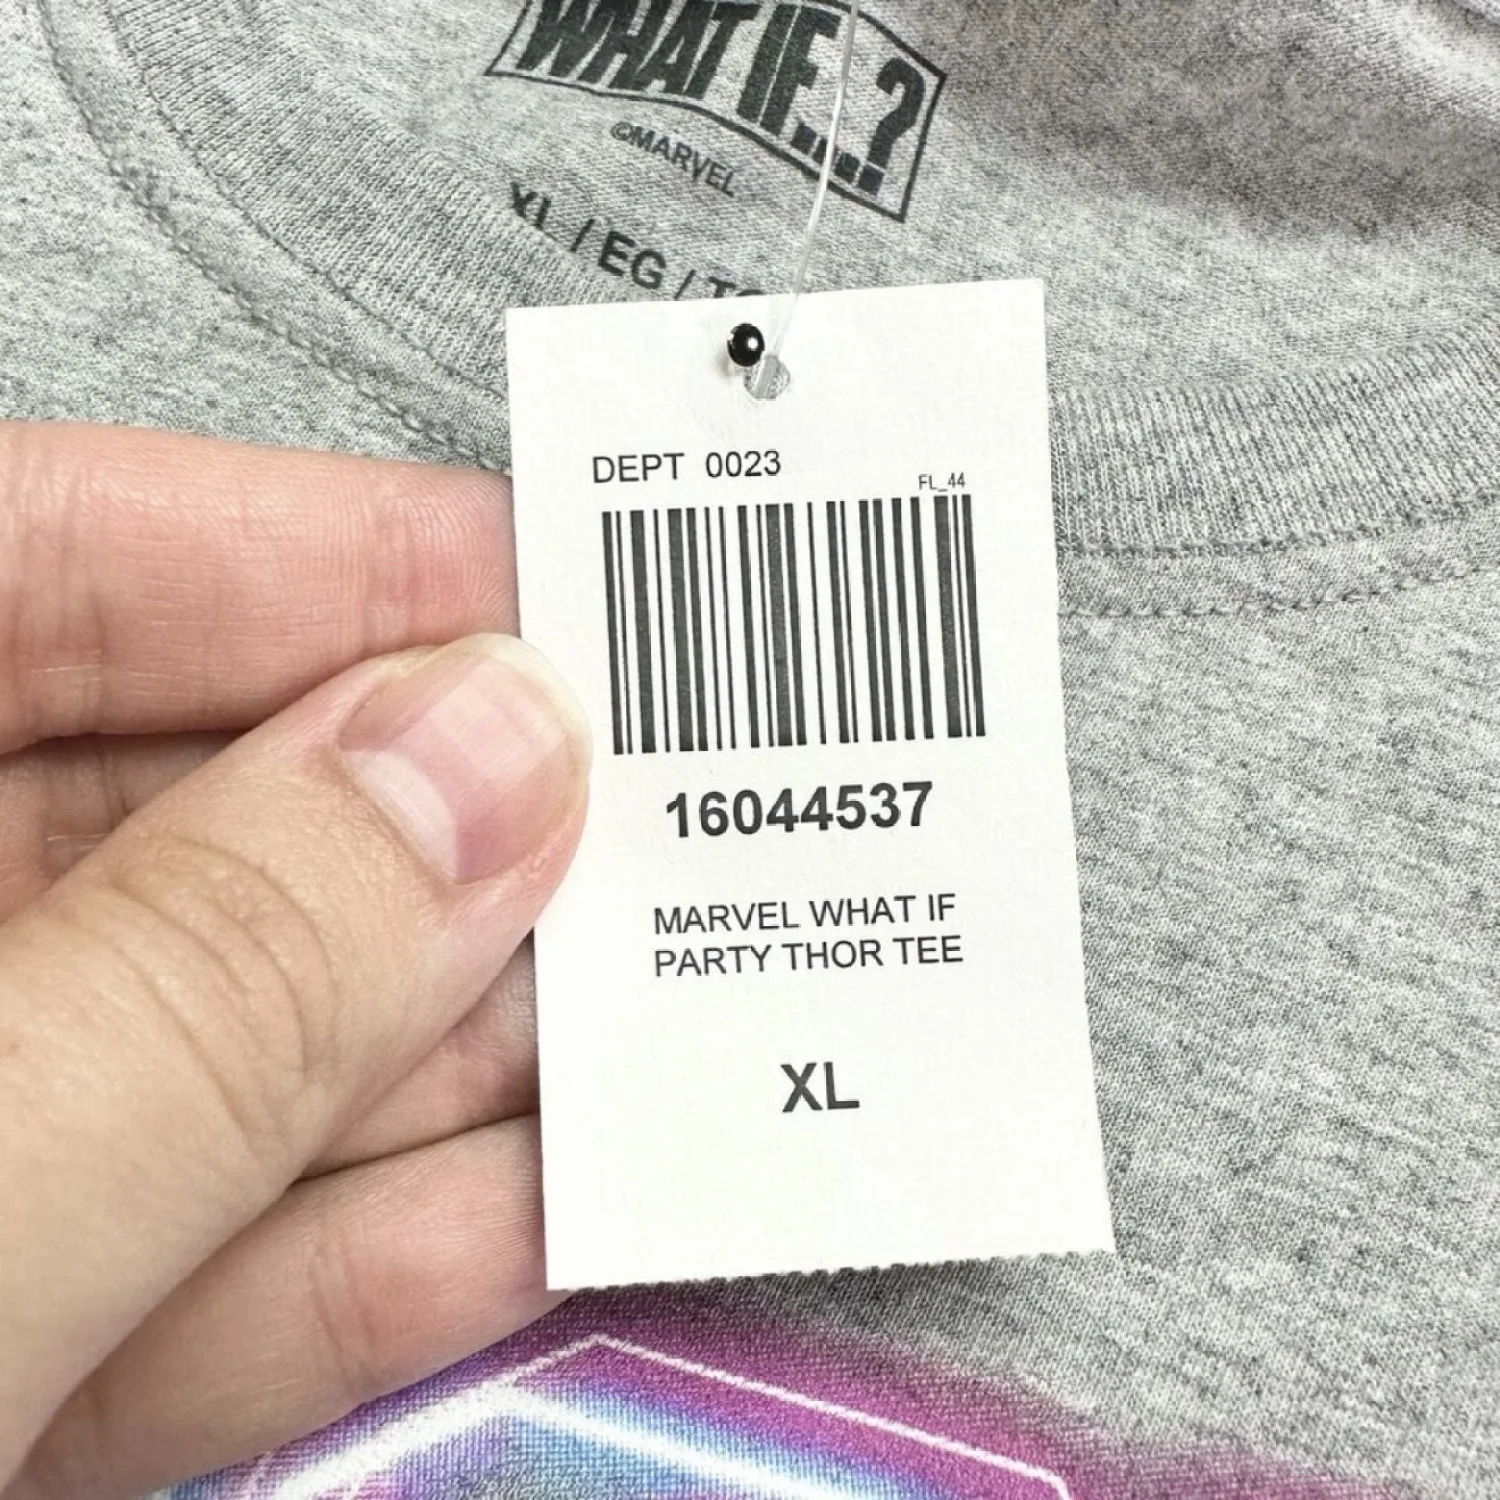 WHAT IF...?
©MARVEL
XL / EG /
DEPT 0023
FL_44
16044537
MARVEL WHAT IF
PARTY THOR TEE
XL